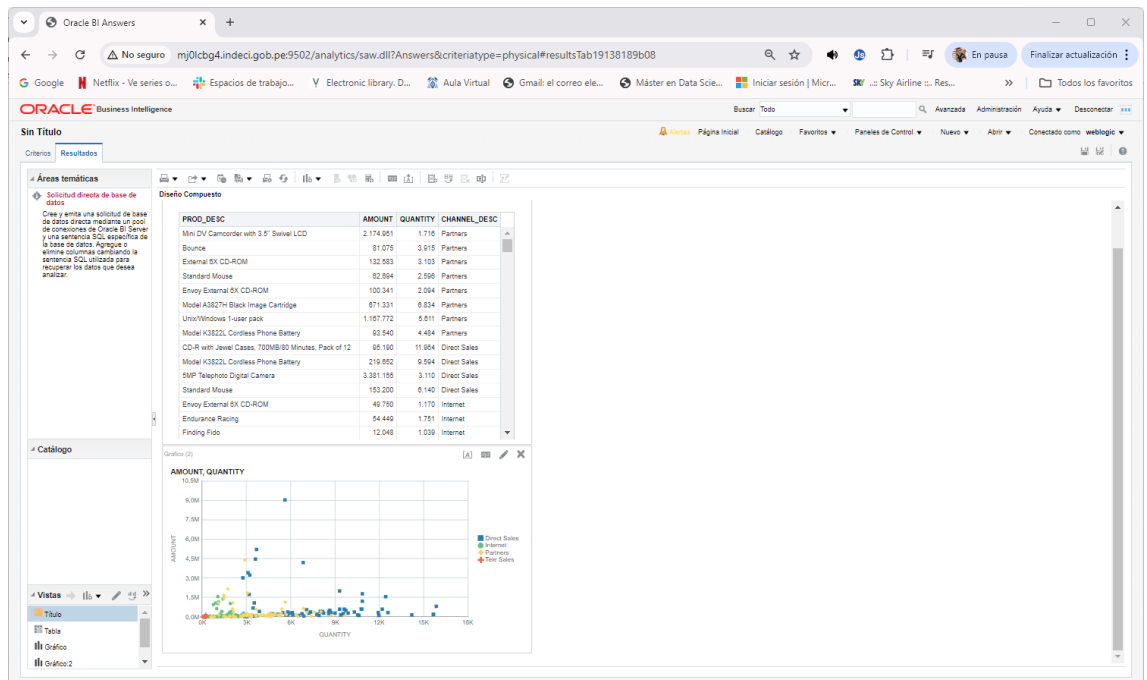 Oracle BI Answers
No seguro mj0lcbg4.indeci.gob.pe:9502/analytics/saw.dll?Answers&criteriatype=physical#resultsTab19138189b08 En pausa Finalizar actualización
Google Netflix - Ve series o... Espacios de trabajo... Electronic library. D... Aula Virtual Gmail: el correo ele... Máster en Data Scie... Iniciar sesión | Micr... SKY ..:: Sky Airline ::.. Res... Todos los favoritos
ORACLE Business Intelligence Buscar Todo Avanzada Administración Ayuda Desconectar
Sin Título Alertas Página Inicial Catálogo Favoritos Paneles de Control Nuevo Abrir Conectado como weblogic
Criterios Resultados
Áreas temáticas
Solicitud directa de base de
datos
Cree y emita una solicitud de base
de datos directa mediante un pool
de conexiones de Oracle BI Server
y una sentencia SQL específica de
la base de datos. Agregue o
elimine columnas cambiando la
sentencia SQL utilizada para
recuperar los datos que desea
analizar.
Catálogo
Vistas
Título
Tabla
Gráfico
Gráfico:2
Diseño Compuesto
PROD_DESC AMOUNT QUANTITY CHANNEL_DESC
Mini DV Camcorder with 3.5" Swivel LCD 2.174.951 1.716 Partners
Bounce 81.075 3.915 Partners
External 6X CD-ROM 132.583 3.103 Partners
Standard Mouse 62.694 2.596 Partners
Envoy External 6X CD-ROM 100.341 2.094 Partners
Model A3827H Black Image Cartridge 671.331 6.834 Partners
Unix/Windows 1-user pack 1.167.772 5.611 Partners
Model K3822L Cordless Phone Battery 93.540 4.484 Partners
CD-R with Jewel Cases, 700MB/80 Minutes, Pack of 12 95.190 11.964 Direct Sales
Model K3822L Cordless Phone Battery 219.652 9.594 Direct Sales
5MP Telephoto Digital Camera 3.381.156 3.110 Direct Sales
Standard Mouse 153.200 6.140 Direct Sales
Envoy External 6X CD-ROM 49.750 1.170 Internet
Endurance Racing 54.449 1.751 Internet
Finding Fido 12.048 1.039 Internet
Gráfico (2)
AMOUNT, QUANTITY
10,5M
9,0M
7,5M
6,0M
4,5M
3,0M
1,5M
0,0M
AMOUNT
0K 3K 6K 9K 12K 15K 18K
QUANTITY
Direct Sales
Internet
Partners
Tele Sales